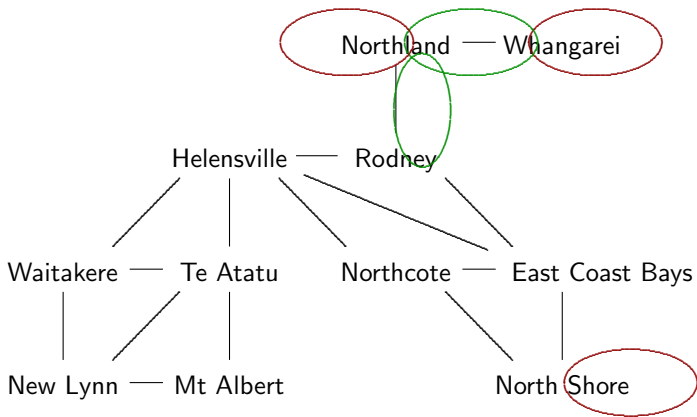 Northland Whangarei
Helensville Rodney
Waitakere Te Atatu Northcote East Coast Bays
New Lynn Mt Albert North Shore